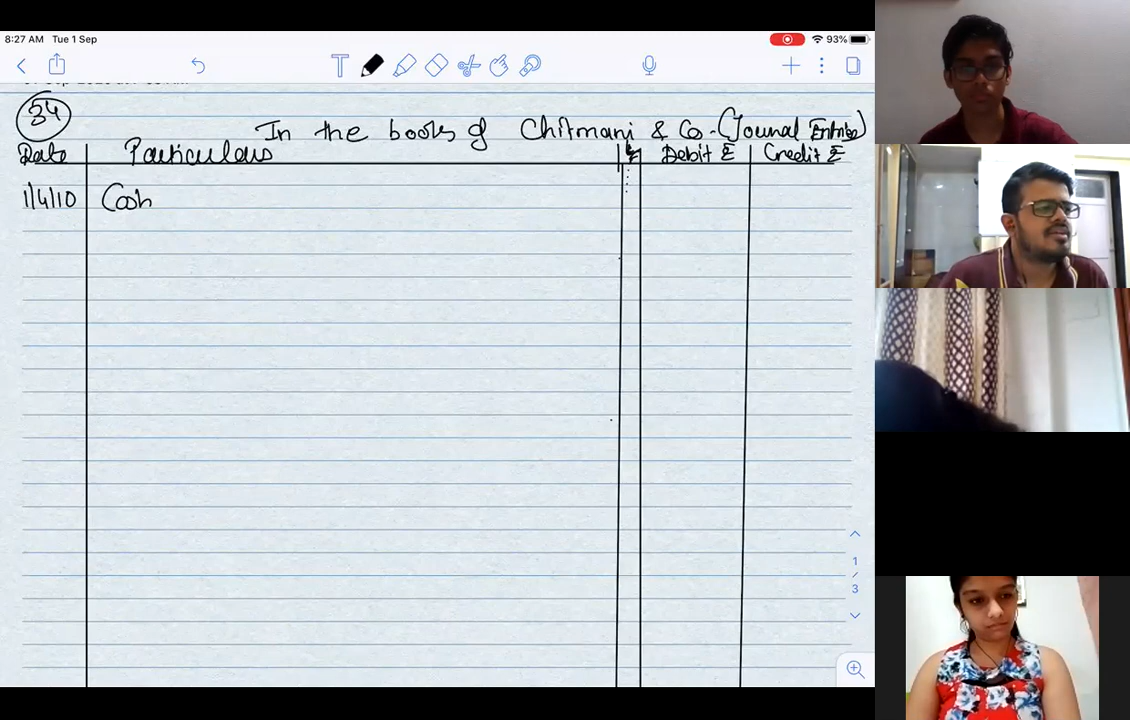 8:27 AM Tue 1 Sep
93%
34
In the books of Chitmani & Co. (Journal Entries)
Date Particulars Debit ₹ Credit ₹
1/4/10 Cash
1
/
3